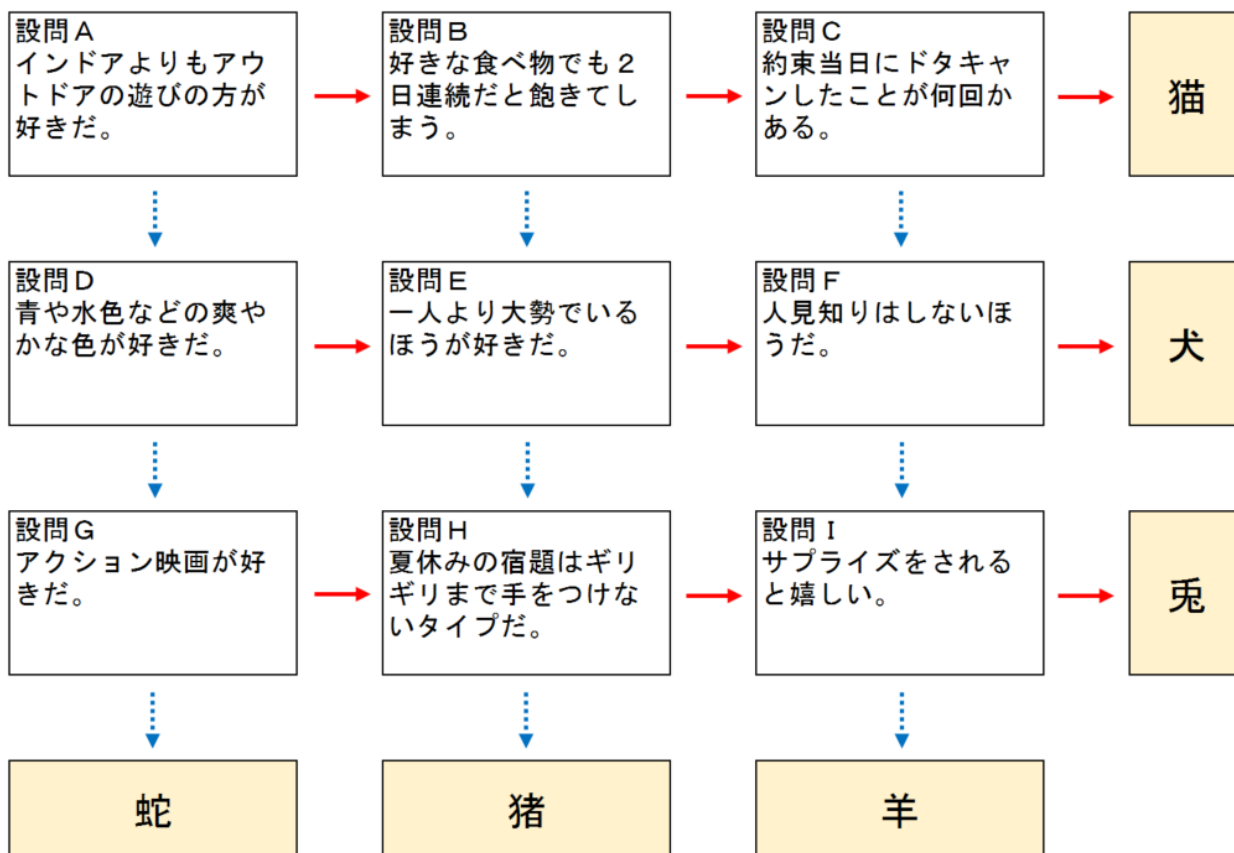 設問Ａ
インドアよりもアウ
トドアの遊びの方が
好きだ。
設問Ｂ
好きな食べ物でも２
日連続だと飽きてし
まう。
設問Ｃ
約束当日にドタキャ
ンしたことが何回か
ある。
猫
設問Ｄ
青や水色などの爽や
かな色が好きだ。
設問Ｅ
一人より大勢でいる
ほうが好きだ。
設問Ｆ
人見知りはしないほ
うだ。
犬
設問Ｇ
アクション映画が好
きだ。
設問Ｈ
夏休みの宿題はギリ
ギリまで手をつけな
いタイプだ。
設問Ｉ
サプライズをされる
と嬉しい。
兎
蛇
猪
羊